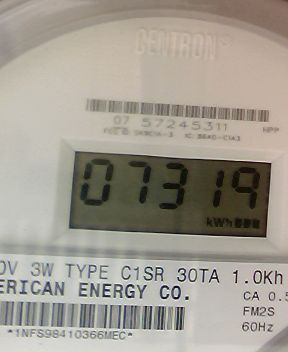 CENTRON®
07 57245311
HPP
07319
kWh
0V 3W TYPE C1SR 30TA 1.0Kh
ERICAN ENERGY CO.
CA 0.5
FM2S
60Hz
*1NFS98410366MEC*